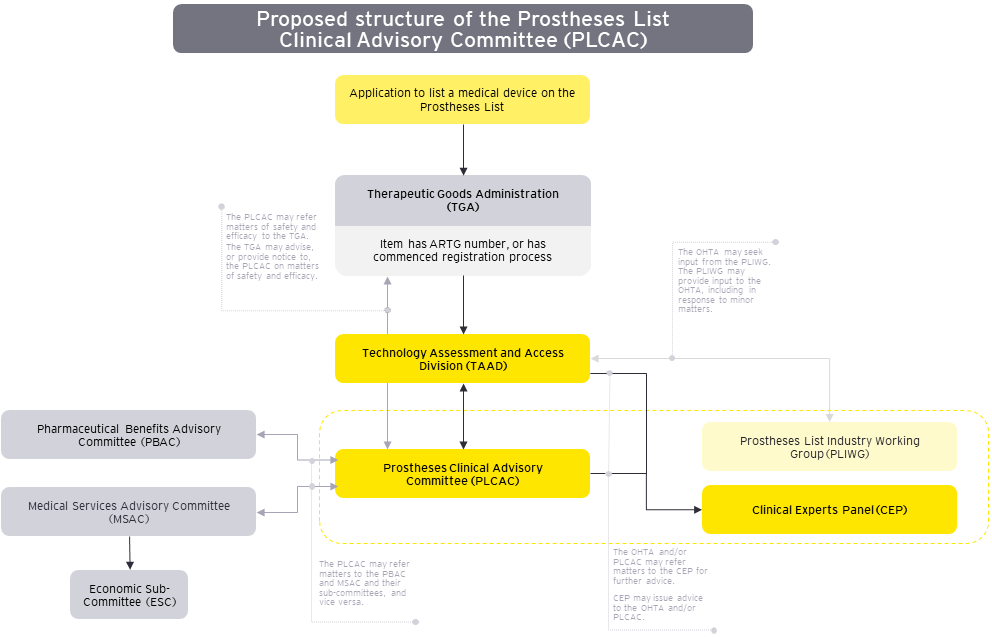 Proposed structure of the Prostheses List
Clinical Advisory Committee (PLCAC)
Application to list a medical device on the
Prostheses List
Therapeutic Goods Administration
(TGA)
Item has ARTG number, or has
commenced registration process
The PLCAC may refer
matters of safety and
efficacy to the TGA.
The TGA may advise,
or provide notice to,
the PLCAC on matters
of safety and efficacy.
The OHTA may seek
input from the PLIWG.
The PLIWG may
provide input to the
OHTA, including in
response to minor
matters.
Technology Assessment and Access
Division (TAAD)
Pharmaceutical Benefits Advisory
Committee (PBAC)
Prostheses Clinical Advisory
Committee (PLCAC)
Prostheses List Industry Working
Group (PLIWG)
Medical Services Advisory Committee
(MSAC)
Clinical Experts Panel (CEP)
Economic Sub-
Committee (ESC)
The PLCAC may refer
matters to the PBAC
and MSAC and their
sub-committees, and
vice versa.
The OHTA and/or
PLCAC may refer
matters to the CEP for
further advice.
CEP may issue advice
to the OHTA and/or
PLCAC.